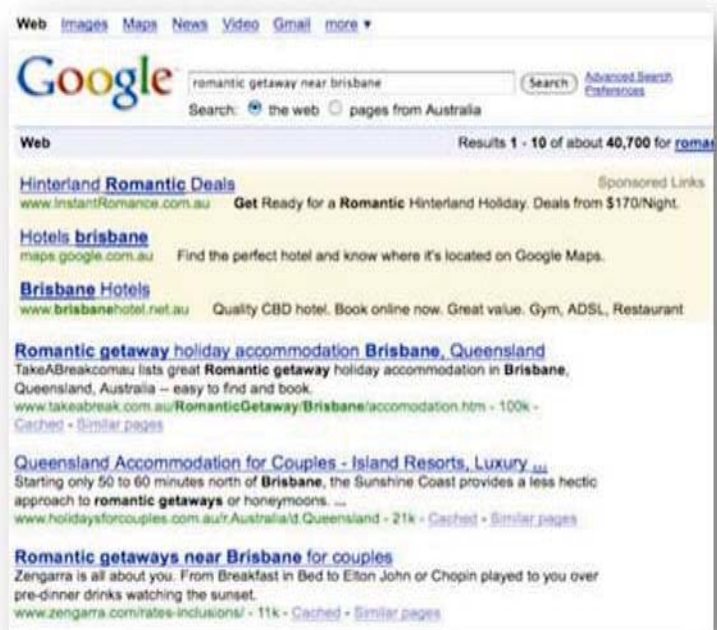 Web Images Maps News Video Gmail more ▼
Google romantic getaway near brisbane Search Advanced Search
Preferences
Search: the web pages from Australia
Web Results 1 - 10 of about 40,700 for
Hinterland Romantic Deals Sponsored Links
www.InstantRomance.com.au Get Ready for a Romantic Hinterland Holiday. Deals from $170/Night.
Hotels brisbane
maps.google.com.au Find the perfect hotel and know where it's located on Google Maps.
Brisbane Hotels
www.brisbanehotel.net.au Quality CBD hotel. Book online now. Great value. Gym, ADSL, Restaurant
Romantic getaway holiday accommodation Brisbane, Queensland
TakeABreakcomau lists great Romantic getaway holiday accommodation in Brisbane,
Queensland, Australia -- easy to find and book.
www.takeabreak.com.au/RomanticGetaway/Brisbane/accomodation.htm - 100k -
Cached - Similar pages
Queensland Accommodation for Couples - Island Resorts, Luxury ...
Starting only 50 to 60 minutes north of Brisbane, the Sunshine Coast provides a less hectic
approach to romantic getaways or honeymoons. ...
www.holidaysforcouples.com.au/r.Australia/d.Queensland - 21k - Cached - Similar pages
Romantic getaways near Brisbane for couples
Zengarra is all about you. From Breakfast in Bed to Elton John or Chopin played to you over
pre-dinner drinks watching the sunset.
www.zengarra.com/rates-inclusions/ - 11k - Cached - Similar pages